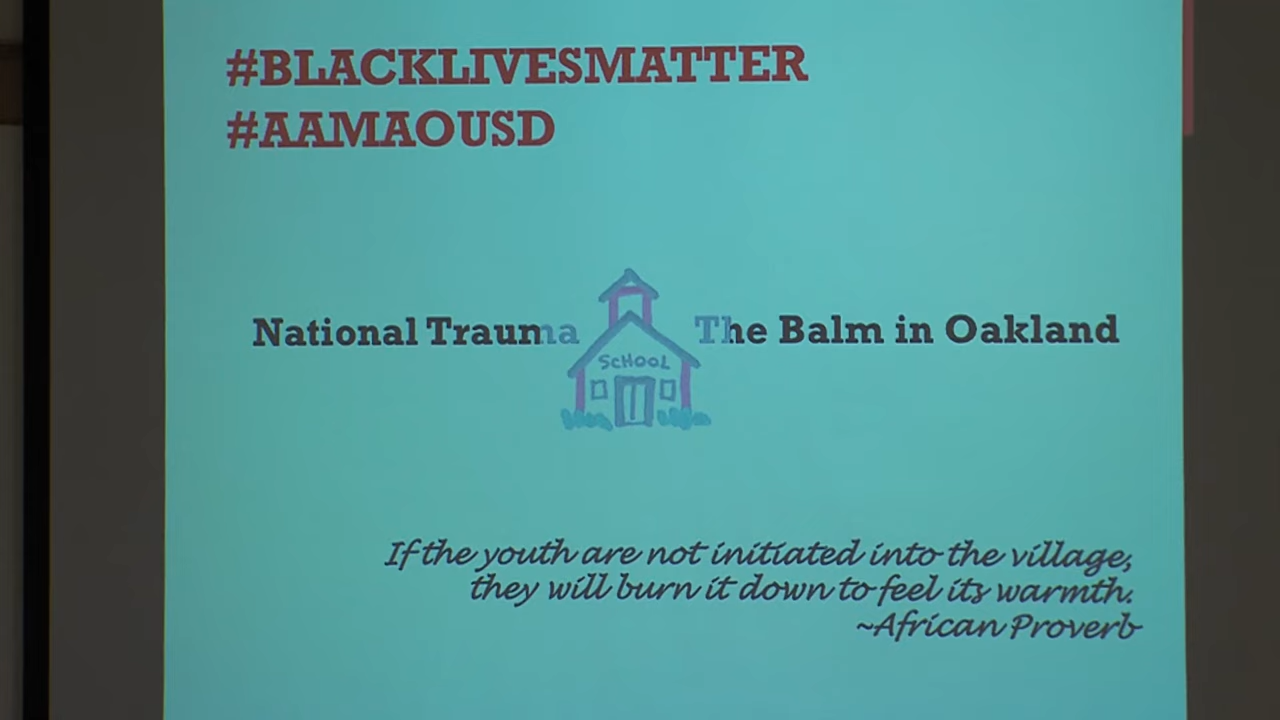 #BLACKLIVESMATTER
#AAMAOUSD
National Trauma The Balm in Oakland
SCHOOL
If the youth are not initiated into the village,
they will burn it down to feel its warmth.
~African Proverb